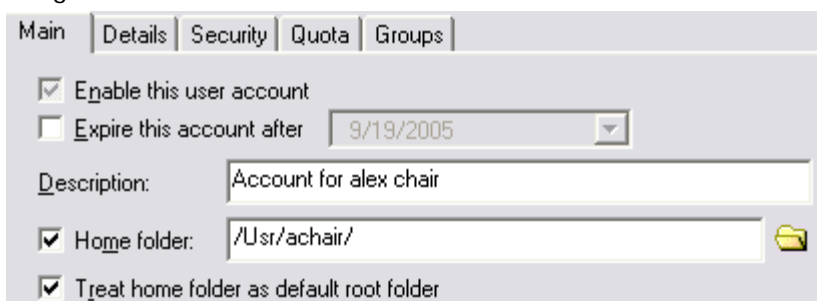 Main Details Security Quota Groups
Enable this user account
Expire this account after 9/19/2005
Description: Account for alex chair
Home folder: /Usr/achair/
Treat home folder as default root folder